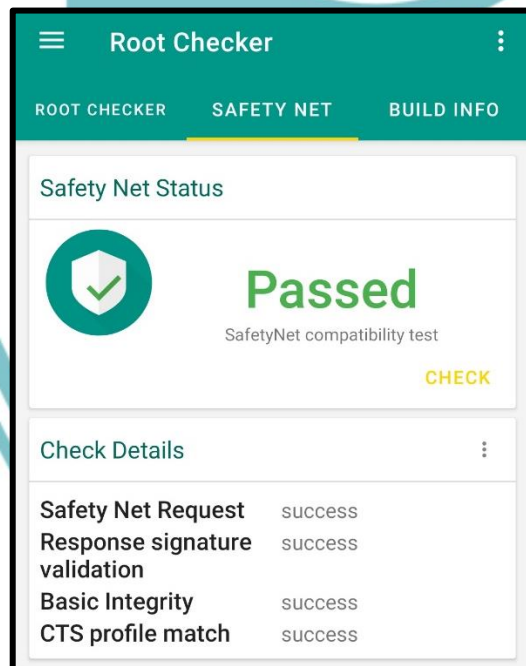 Root Checker
ROOT CHECKER SAFETY NET BUILD INFO
Safety Net Status
Passed
SafetyNet compatibility test
CHECK
Check Details
Safety Net Request success
Response signature success
validation
Basic Integrity success
CTS profile match success